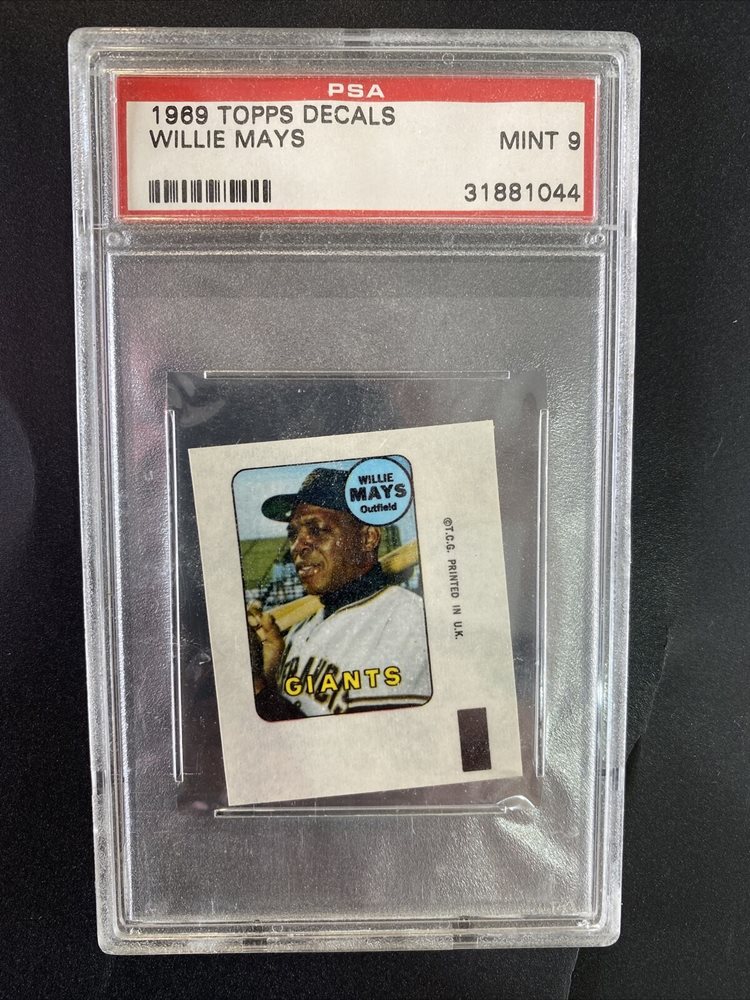 PSA
1969 TOPPS DECALS
WILLIE MAYS MINT 9
31881044
WILLIE
MAYS
Outfield
GIANTS
©T.C.G. PRINTED IN U.K.